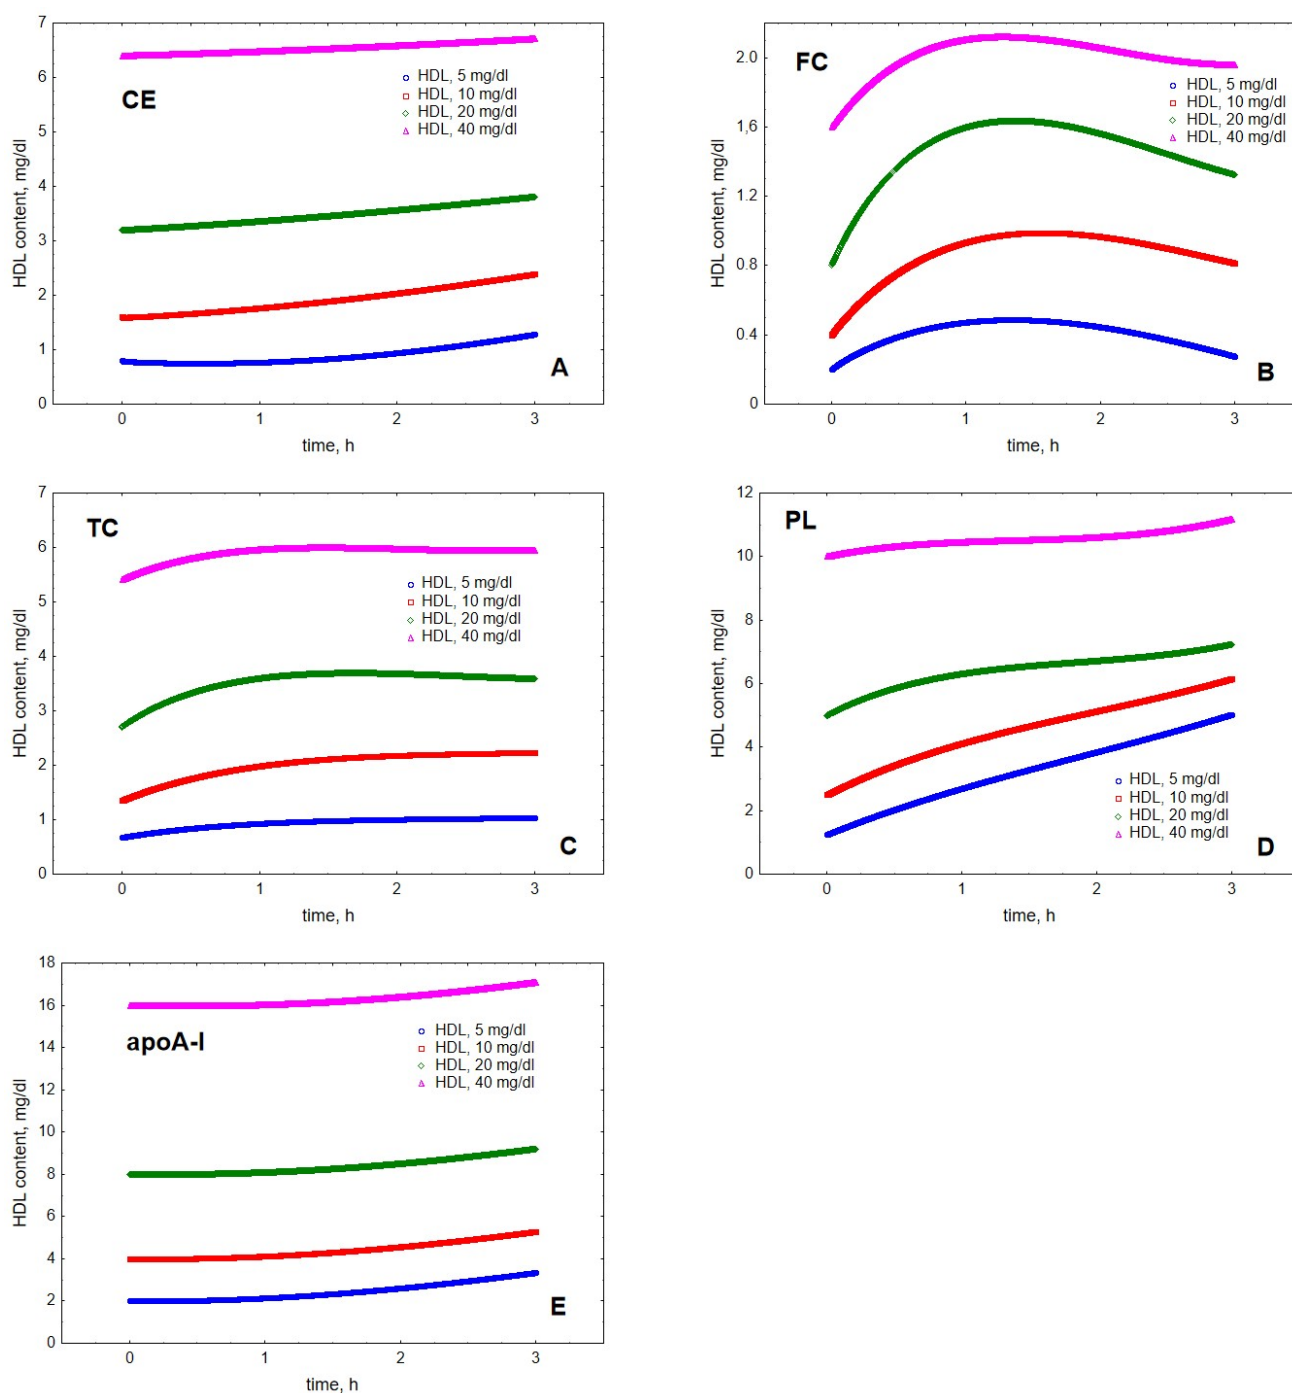 7
6
5
4
3
2
1
0
HDL content, mg/dl
CE
HDL, 5 mg/dl
HDL, 10 mg/dl
HDL, 20 mg/dl
HDL, 40 mg/dl
A
0 1 2 3
time, h
2.0
1.6
1.2
0.8
0.4
0
HDL content, mg/dl
FC
HDL, 5 mg/dl
HDL, 10 mg/dl
HDL, 20 mg/dl
HDL, 40 mg/dl
B
0 1 2 3
time, h
7
6
5
4
3
2
1
0
HDL content, mg/dl
TC
HDL, 5 mg/dl
HDL, 10 mg/dl
HDL, 20 mg/dl
HDL, 40 mg/dl
C
0 1 2 3
time, h
12
10
8
6
4
2
0
HDL content, mg/dl
PL
HDL, 5 mg/dl
HDL, 10 mg/dl
HDL, 20 mg/dl
HDL, 40 mg/dl
D
0 1 2 3
time, h
18
16
14
12
10
8
6
4
2
0
HDL content, mg/dl
apoA-I
HDL, 5 mg/dl
HDL, 10 mg/dl
HDL, 20 mg/dl
HDL, 40 mg/dl
E
0 1 2 3
time, h